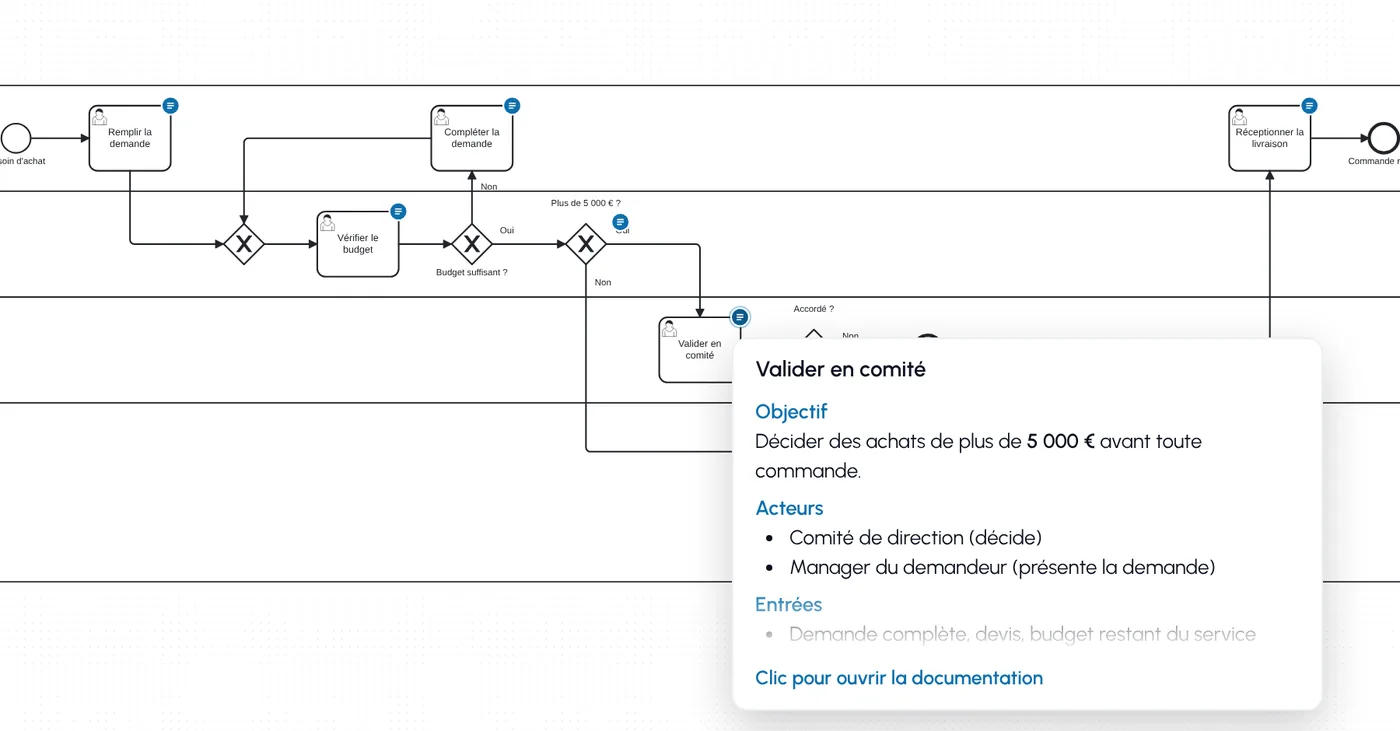 Remplir la
demande
Compléter la
demande
Réceptionner la
livraison
soin d'achat
Commande r
Non
Plus de 5 000 € ?
Vérifier le
budget
Oui
Oui
Budget suffisant ?
Non
Accordé ?
Non
Valider en
comité
Valider en comité
Objectif
Décider des achats de plus de 5 000 € avant toute
commande.
Acteurs
• Comité de direction (décide)
• Manager du demandeur (présente la demande)
Entrées
• Demande complète, devis, budget restant du service
Clic pour ouvrir la documentation